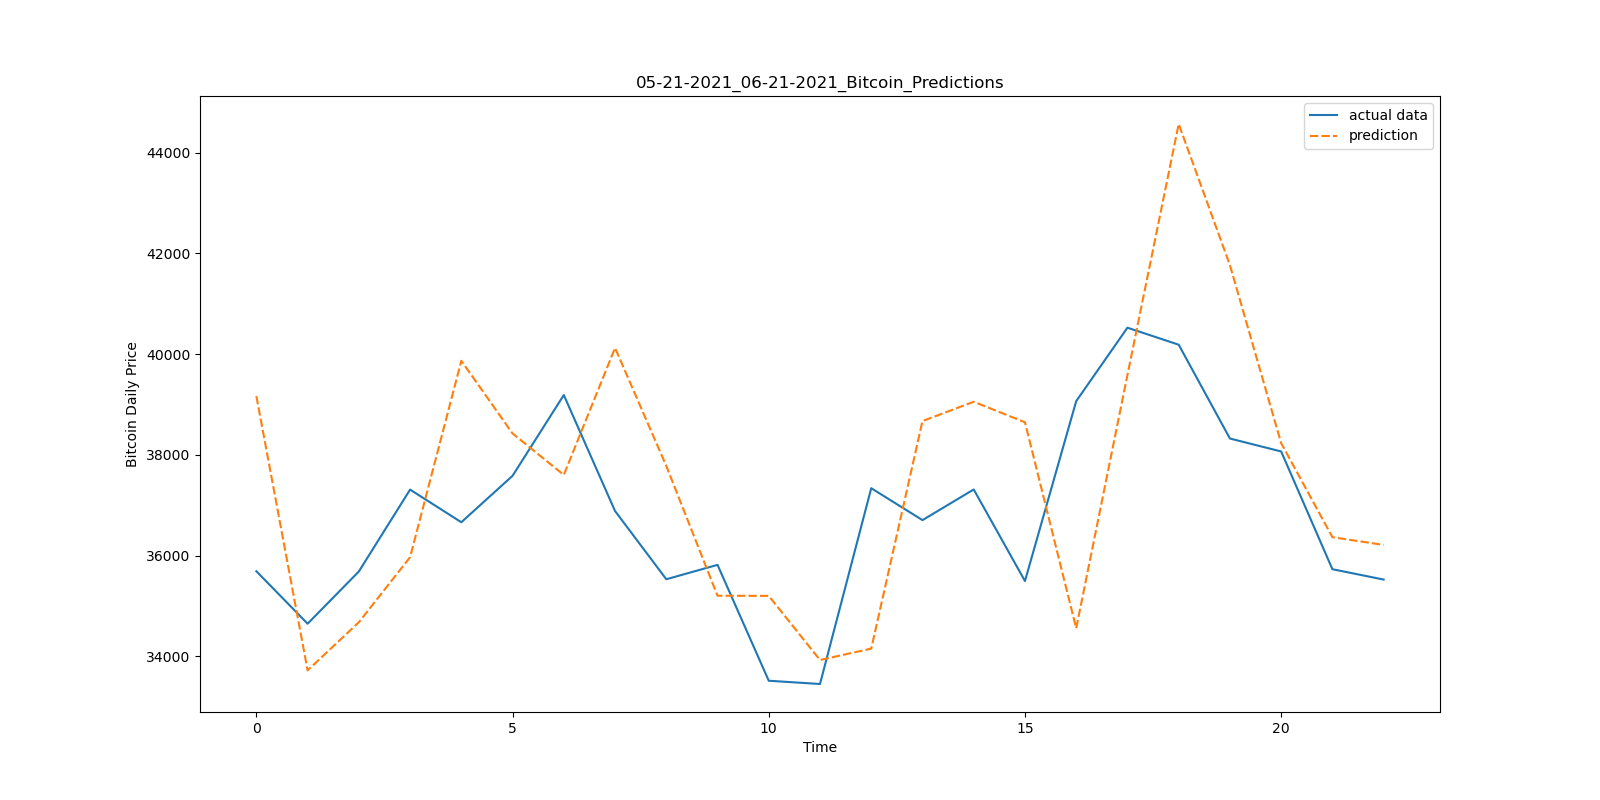 05-21-2021_06-21-2021_Bitcoin_Predictions
actual data
prediction
44000
42000
40000
38000
36000
34000
Bitcoin Daily Price
0
5
10
15
20
Time